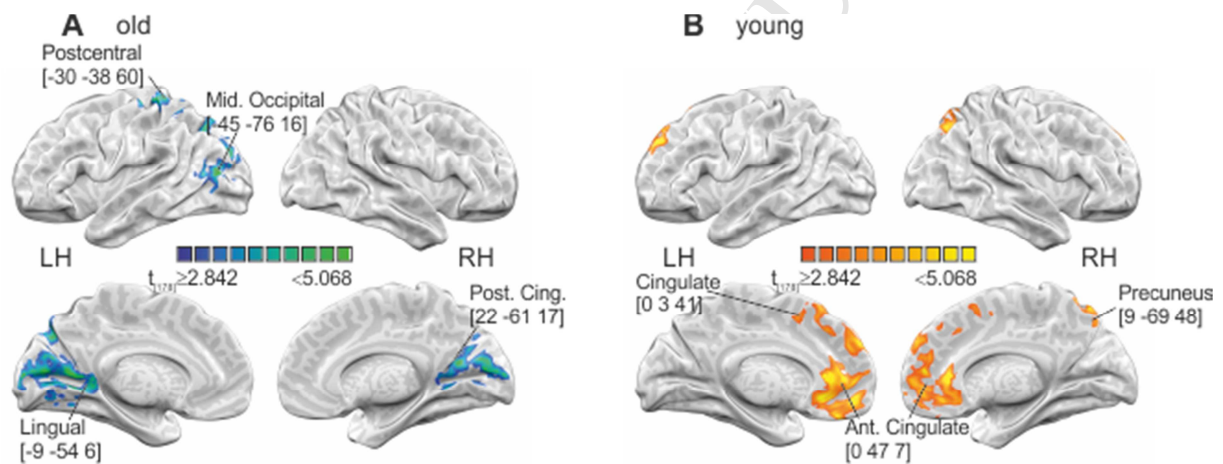 A old
Postcentral
[-30 -38 60]
Mid. Occipital
[-45 -76 16]
LH
RH
t[178]≥2.842 <5.068
Post. Cing.
[22 -61 17]
Lingual
[-9 -54 6]
B young
LH
RH
t[178]≥2.842 <5.068
Cingulate
[0 3 41]
Precuneus
[9 -69 48]
Ant. Cingulate
[0 47 7]